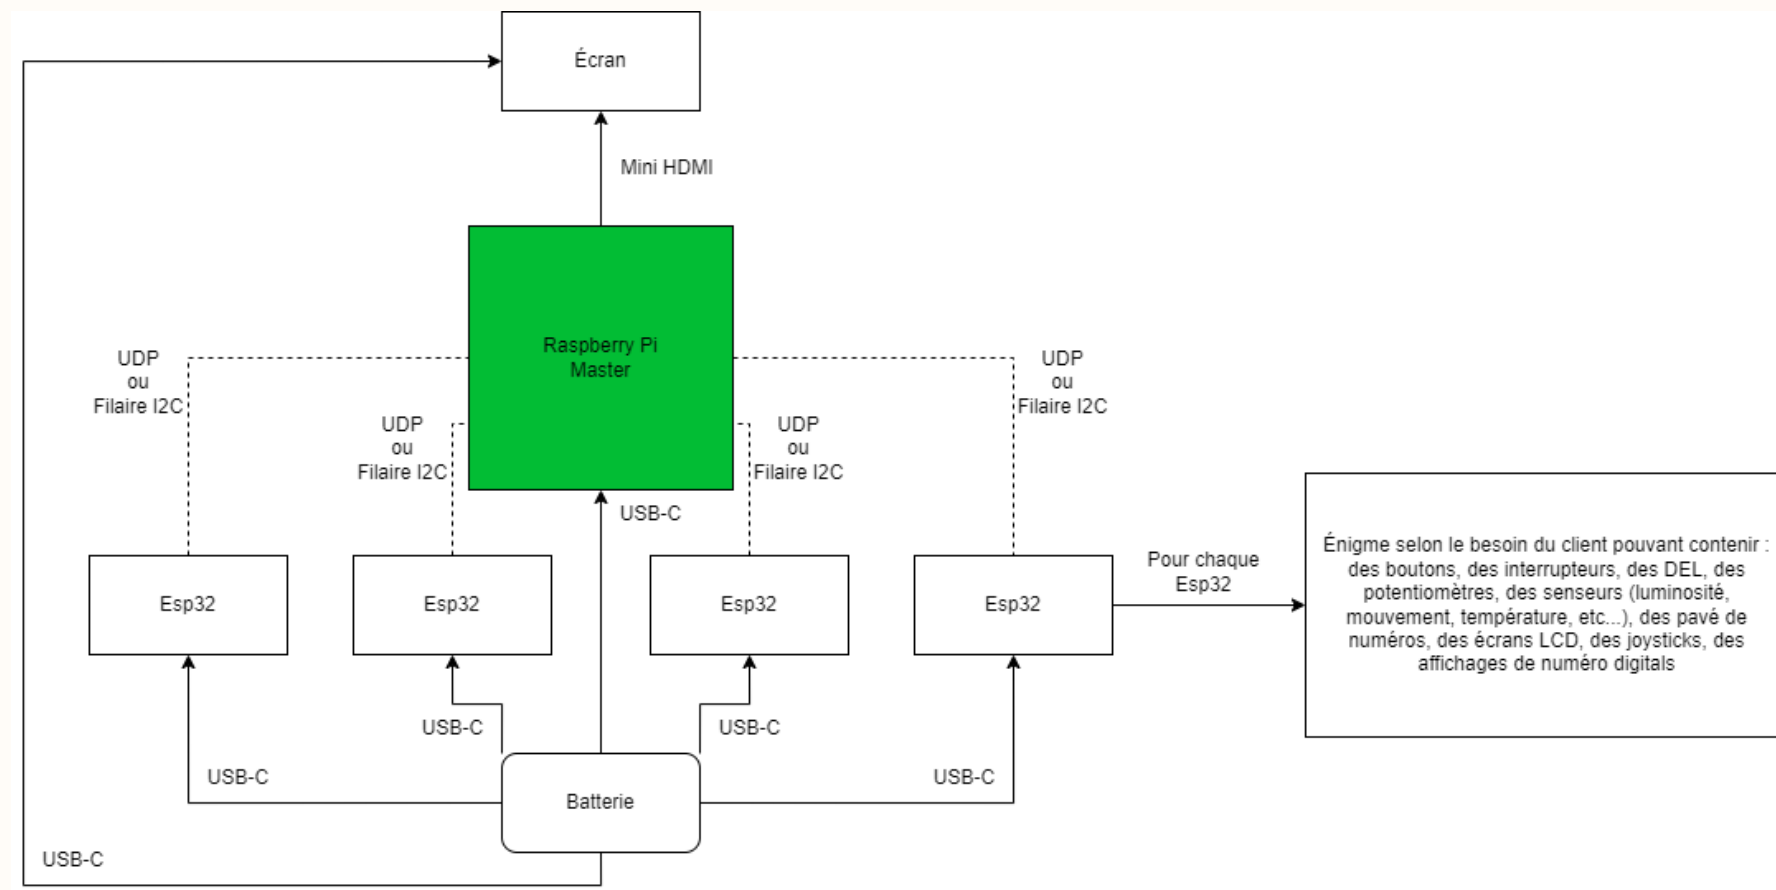 Écran
Mini HDMI
Raspberry Pi
Master
UDP
ou
Filaire I2C
UDP
ou
Filaire I2C
UDP
ou
Filaire I2C
UDP
ou
Filaire I2C
USB-C
Esp32
Esp32
Esp32
Esp32
Pour chaque
Esp32
Énigme selon le besoin du client pouvant contenir :
des boutons, des interrupteurs, des DEL, des
potentiomètres, des senseurs (luminosité,
mouvement, température, etc...), des pavé de
numéros, des écrans LCD, des joysticks, des
affichages de numéro digitals
USB-C
USB-C
USB-C
USB-C
Batterie
USB-C